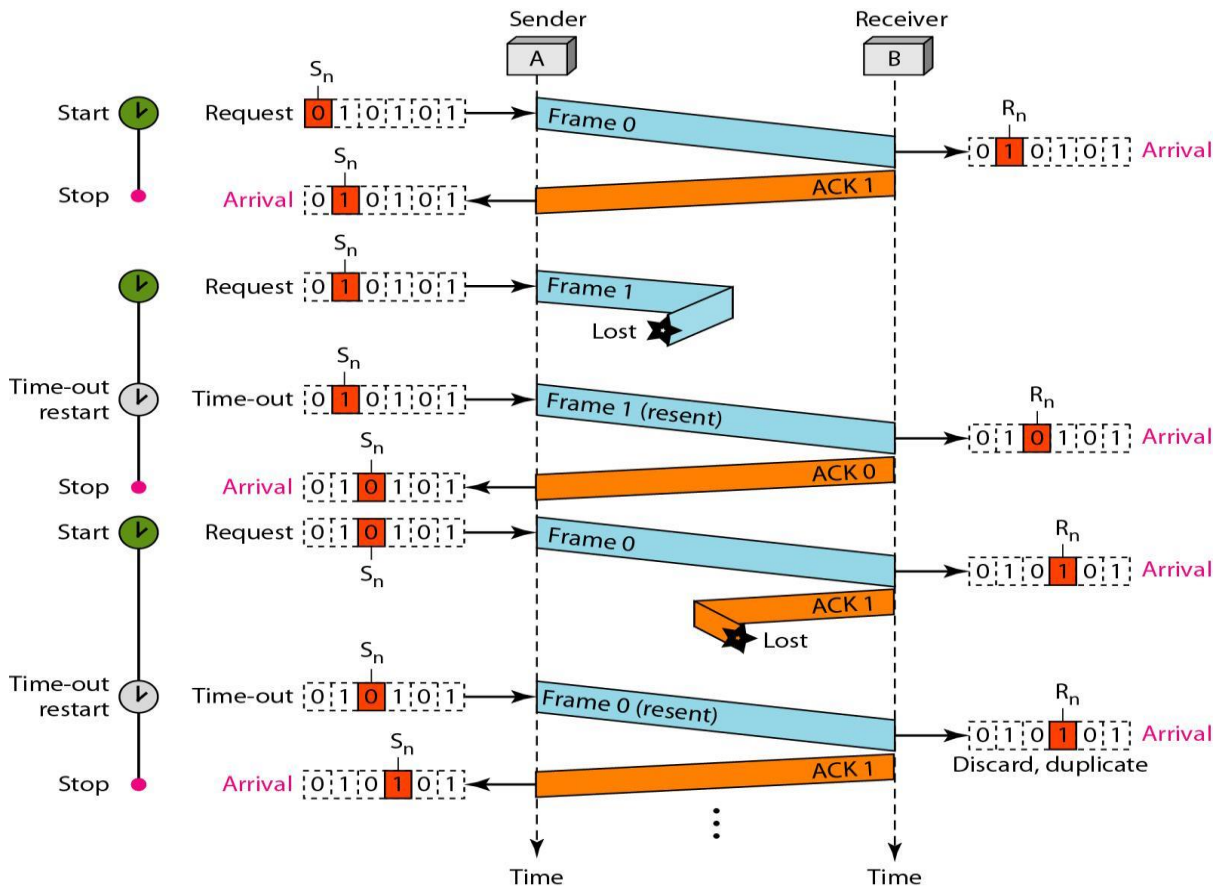 Sender Receiver
A B
Sn
Start Request 0 1 0 1 0 1 Frame 0
Rn
0 1 0 1 0 1 Arrival
Sn
Stop Arrival 0 1 0 1 0 1 ACK 1
Sn
Request 0 1 0 1 0 1 Frame 1
Lost
Sn
Time-out
restart
Time-out 0 1 0 1 0 1 Frame 1 (resent)
Rn
0 1 0 1 0 1 Arrival
Sn
Stop Arrival 0 1 0 1 0 1 ACK 0
Start Request 0 1 0 1 0 1 Frame 0
Sn
Rn
0 1 0 1 0 1 Arrival
ACK 1
Lost
Sn
Time-out
restart
Time-out 0 1 0 1 0 1 Frame 0 (resent)
Rn
0 1 0 1 0 1 Arrival
Discard, duplicate
Sn
Stop Arrival 0 1 0 1 0 1 ACK 1
Time Time